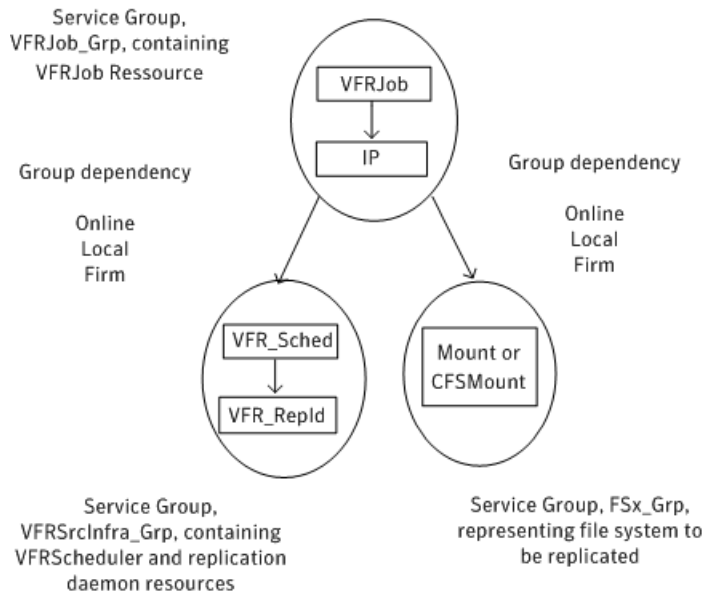 Service Group,
VFRJob_Grp, containing
VFRJob Ressource
VFRJob
IP
Group dependency
Online
Local
Firm
Group dependency
Online
Local
Firm
VFR_Sched
VFR_Repld
Mount or
CFSMount
Service Group,
VFRSrcInfra_Grp, containing
VFRScheduler and replication
daemon resources
Service Group, FSx_Grp,
representing file system to
be replicated